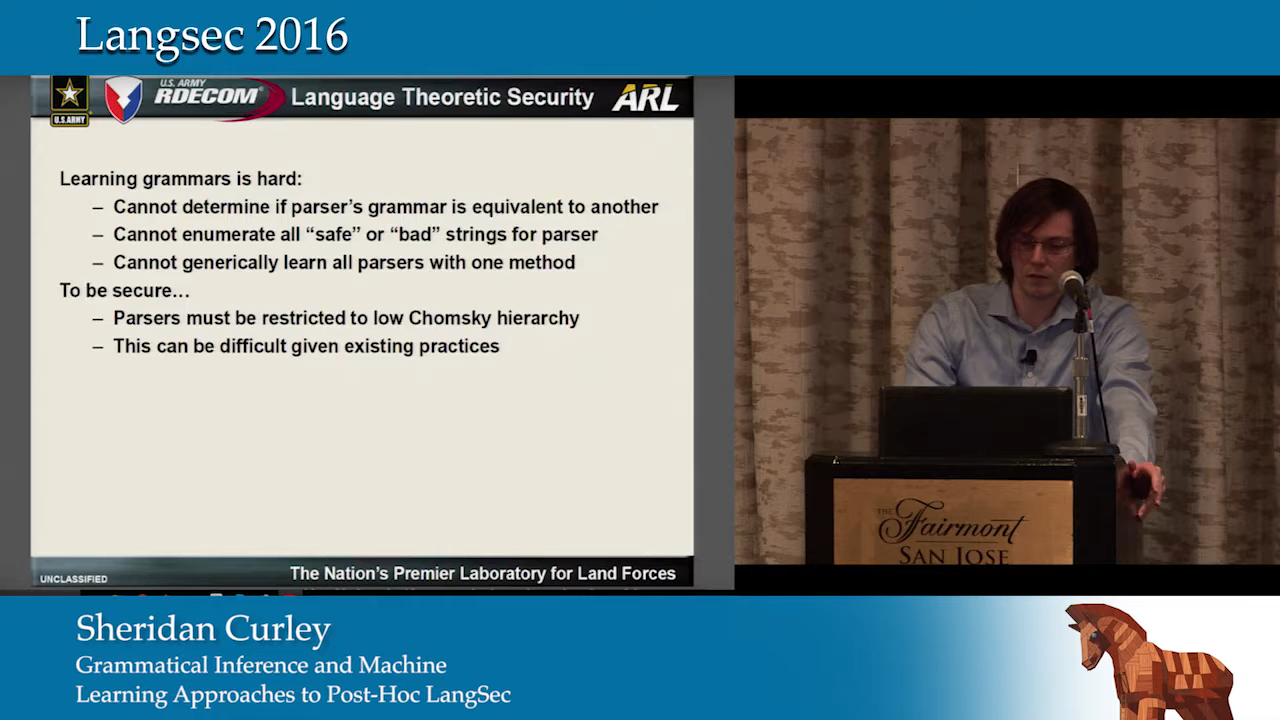 Langsec 2016
U.S. ARMY
U.S. ARMY
RDECOM
Language Theoretic Security
ARL
Learning grammars is hard:
– Cannot determine if parser's grammar is equivalent to another
– Cannot enumerate all “safe” or “bad” strings for parser
– Cannot generically learn all parsers with one method
To be secure…
– Parsers must be restricted to low Chomsky hierarchy
– This can be difficult given existing practices
UNCLASSIFIED
The Nation's Premier Laboratory for Land Forces
THE
Fairmont
SAN JOSE
Sheridan Curley
Grammatical Inference and Machine
Learning Approaches to Post-Hoc LangSec